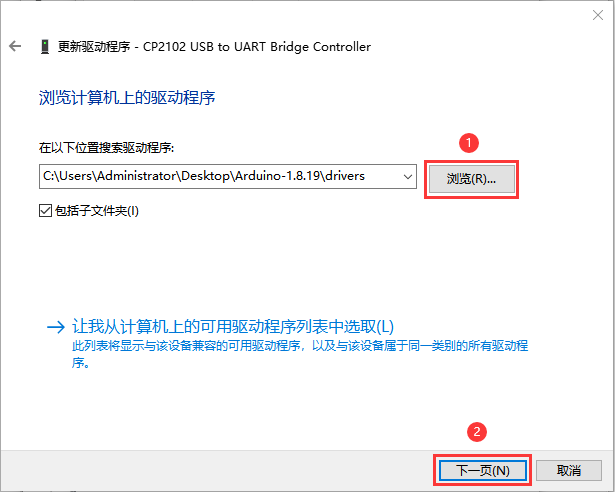 更新驱动程序 - CP2102 USB to UART Bridge Controller
浏览计算机上的驱动程序
在以下位置搜索驱动程序:
1
C:\Users\Administrator\Desktop\Arduino-1.8.19\drivers
浏览(R)...
包括子文件夹(I)
让我从计算机上的可用驱动程序列表中选取(L)
此列表将显示与该设备兼容的可用驱动程序，以及与该设备属于同一类别的所有驱动程
序。
2
下一页(N)
取消